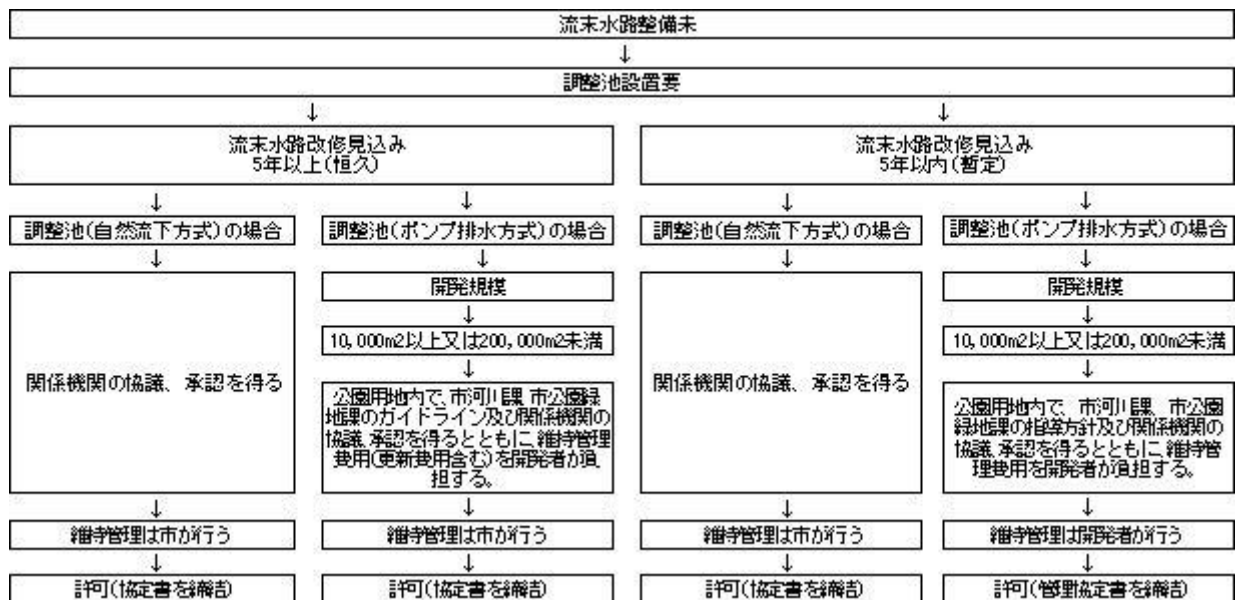 流末水路整備未
↓
調整池設置要
↓ ↓
流末水路改修見込み
5年以上(恒久)
流末水路改修見込み
5年以内(暫定)
↓ ↓ ↓ ↓
調整池(自然流下方式)の場合
調整池(ポンプ排水方式)の場合
調整池(自然流下方式)の場合
調整池(ポンプ排水方式)の場合
↓ ↓ ↓ ↓
関係機関の協議、承認を得る
開発規模
↓
10,000m2以上又は200,000m2未満
↓
公園用地内で、市河川課、市公園緑
地課のガイドライン及び関係機関の
協議、承認を得るとともに、維持管理
費用(更新費用含む)を開発者が負
担する。
関係機関の協議、承認を得る
開発規模
↓
10,000m2以上又は200,000m2未満
↓
公園用地内で、市河川課、市公園
緑地課の指導方針及び関係機関の
協議、承認を得るとともに、維持管
理費用を開発者が負担する。
↓ ↓ ↓ ↓
維持管理は市が行う
維持管理は市が行う
維持管理は市が行う
維持管理は開発者が行う
↓ ↓ ↓ ↓
許可(協定書を締結)
許可(協定書を締結)
許可(協定書を締結)
許可(管理協定書を締結)